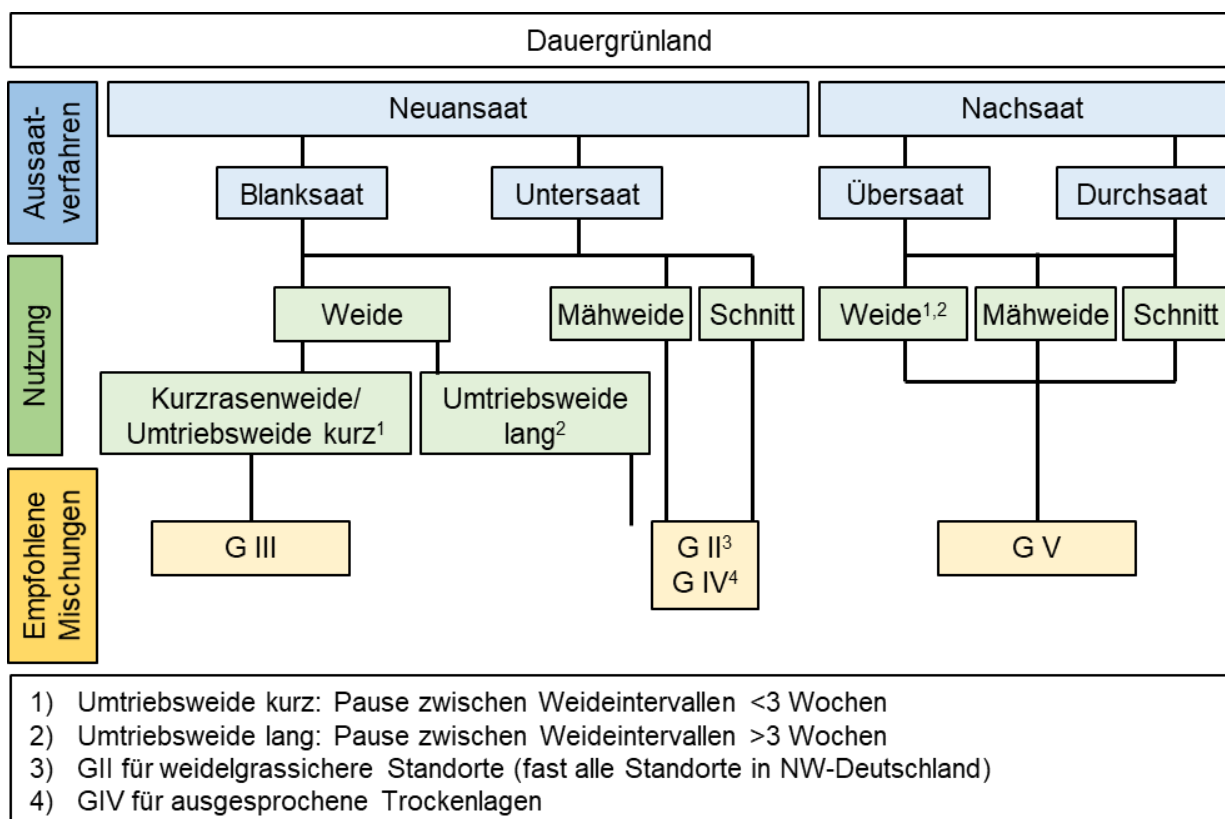 Dauergrünland
Aussaat-
verfahren
Neuansaat
Nachsaat
Blanksaat
Untersaat
Übersaat
Durchsaat
Nutzung
Weide
Mähweide
Schnitt
Weide¹,²
Mähweide
Schnitt
Kurzrasenweide/
Umtriebsweide kurz¹
Umtriebsweide
lang²
Empfohlene
Mischungen
G III
G II³
G IV⁴
G V
1) Umtriebsweide kurz: Pause zwischen Weideintervallen <3 Wochen
2) Umtriebsweide lang: Pause zwischen Weideintervallen >3 Wochen
3) GII für weidelgrassichere Standorte (fast alle Standorte in NW-Deutschland)
4) GIV für ausgesprochene Trockenlagen